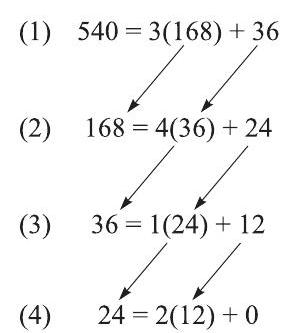 (1) 540 = 3(168) + 36
(2) 168 = 4(36) + 24
(3) 36 = 1(24) + 12
(4) 24 = 2(12) + 0